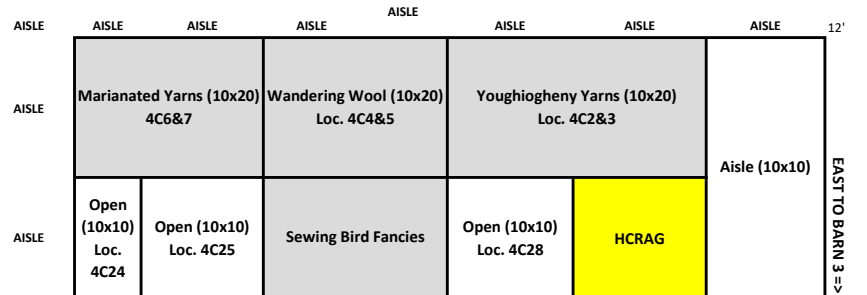 AISLE
AISLE AISLE AISLE AISLE AISLE AISLE AISLE AISLE 12'
AISLE
Marianated Yarns (10x20)
4C6&7
Wandering Wool (10x20)
Loc. 4C4&5
Youghiogheny Yarns (10x20)
Loc. 4C2&3
Aisle (10x10)
EAST TO BARN 3 =>
AISLE
Open
(10x10)
Loc.
4C24
Open (10x10)
Loc. 4C25
Sewing Bird Fancies
Open (10x10)
Loc. 4C28
HCRAG